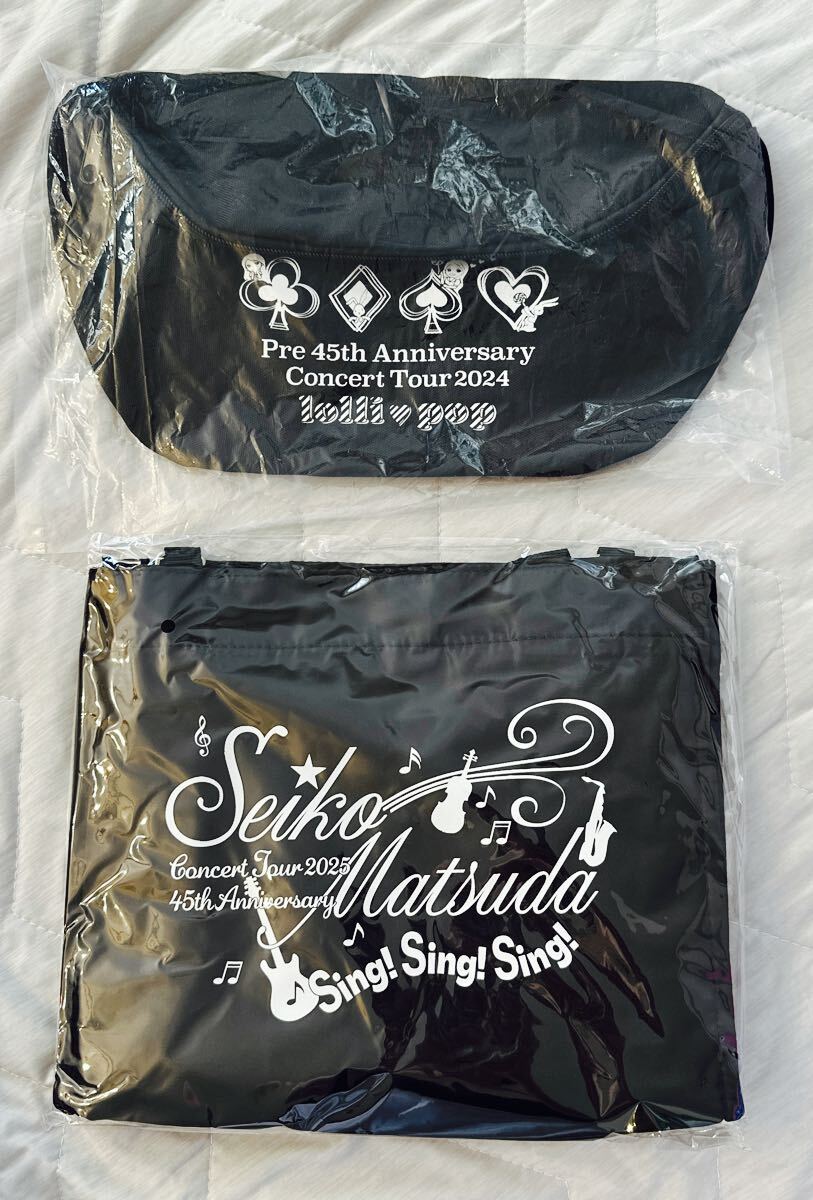 Pre 45th Anniversary
Concert Tour 2024
lolli♥pop
Seiko
Matsuda
Concert Tour 2025
45th Anniversary
Sing! Sing! Sing!